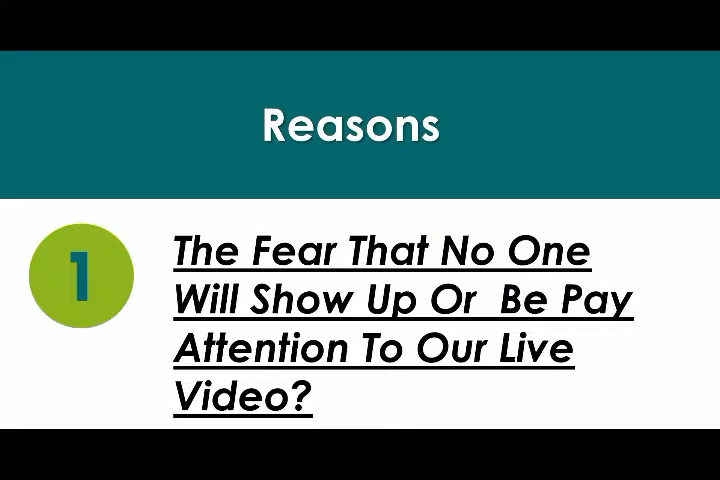 Reasons
1
The Fear That No One
Will Show Up Or  Be Pay
Attention To Our Live
Video?